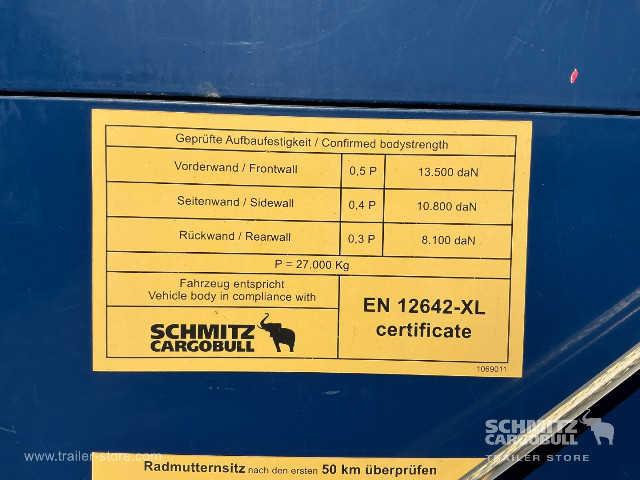 Geprüfte Aufbaufestigkeit / Confirmed bodystrength
Vorderwand / Frontwall 0,5 P 13.500 daN
Seitenwand / Sidewall 0,4 P 10.800 daN
Rückwand / Rearwall 0,3 P 8.100 daN
P = 27.000 Kg
Fahrzeug entspricht
Vehicle body in compliance with
EN 12642-XL
certificate
SCHMITZ
CARGOBULL
1069011
SCHMITZ
CARGOBULL
TRAILER STORE
www.trailer-store.com
Radmutternsitz nach den ersten 50 km überprüfen